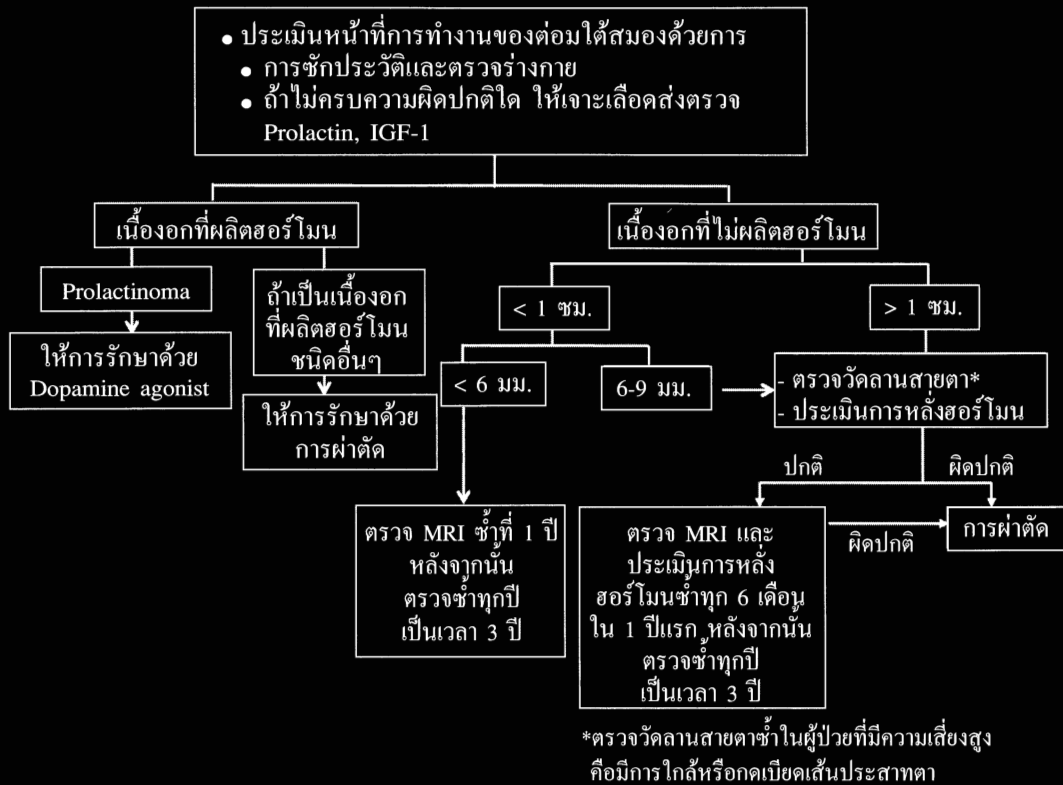 • ประเมินหน้าที่การทำงานของต่อมใต้สมองด้วยการ
• การซักประวัติและตรวจร่างกาย
• ถ้าไม่ครบความผิดปกติใด ให้เจาะเลือดส่งตรวจ
Prolactin, IGF-1
เนื้องอกที่ผลิตฮอร์โมน
เนื้องอกที่ไม่ผลิตฮอร์โมน
Prolactinoma
ให้การรักษาด้วย
Dopamine agonist
ถ้าเป็นเนื้องอก
ที่ผลิตฮอร์โมน
ชนิดอื่นๆ
ให้การรักษาด้วย
การผ่าตัด
< 1 ซม.
> 1 ซม.
< 6 มม.
6-9 มม.
- ตรวจวัดลานสายตา*
- ประเมินการหลั่งฮอร์โมน
ปกติ
ผิดปกติ
ตรวจ MRI ซ้ำที่ 1 ปี
หลังจากนั้น
ตรวจซ้ำทุกปี
เป็นเวลา 3 ปี
ตรวจ MRI และ
ประเมินการหลั่ง
ฮอร์โมนซ้ำทุก 6 เดือน
ใน 1 ปีแรก หลังจากนั้น
ตรวจซ้ำทุกปี
เป็นเวลา 3 ปี
ผิดปกติ
การผ่าตัด
*ตรวจวัดลานสายตาซ้ำในผู้ป่วยที่มีความเสี่ยงสูง
คือมีการใกล้หรือกดเบียดเส้นประสาทตา